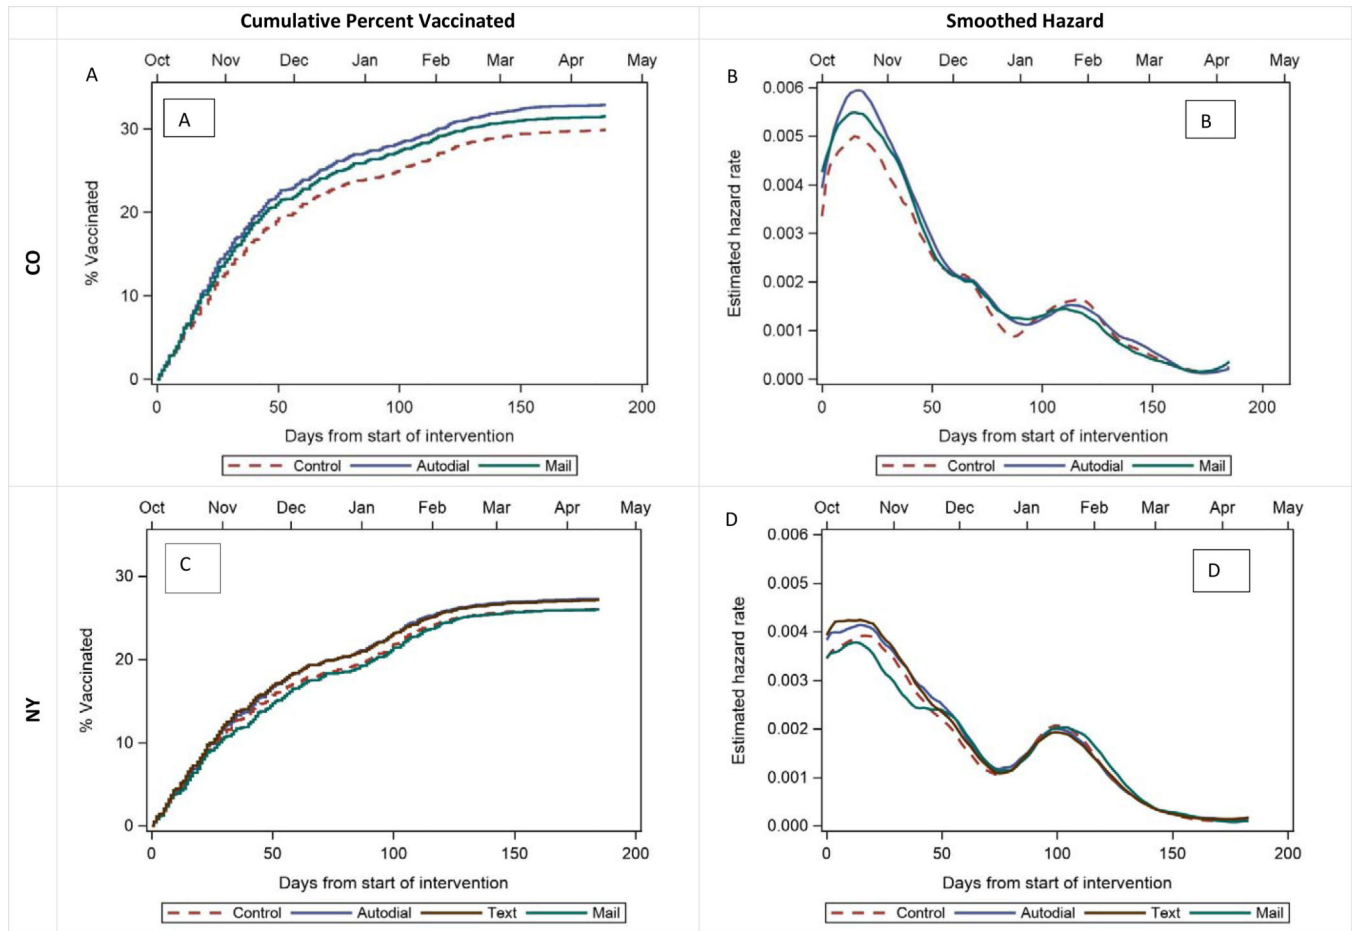 Cumulative Percent Vaccinated
Smoothed Hazard
CO
A
Oct Nov Dec Jan Feb Mar Apr May
A
30
20
10
0
% Vaccinated
0 50 100 150 200
Days from start of intervention
Control Autodial Mail
B
Oct Nov Dec Jan Feb Mar Apr May
B
0.006
0.005
0.004
0.003
0.002
0.001
0.000
Estimated hazard rate
0 50 100 150 200
Days from start of intervention
Control Autodial Mail
NY
Oct Nov Dec Jan Feb Mar Apr May
C
30
20
10
0
% Vaccinated
0 50 100 150 200
Days from start of intervention
Control Autodial Text Mail
D
Oct Nov Dec Jan Feb Mar Apr May
D
0.006
0.005
0.004
0.003
0.002
0.001
0.000
Estimated hazard rate
0 50 100 150 200
Days from start of intervention
Control Autodial Text Mail